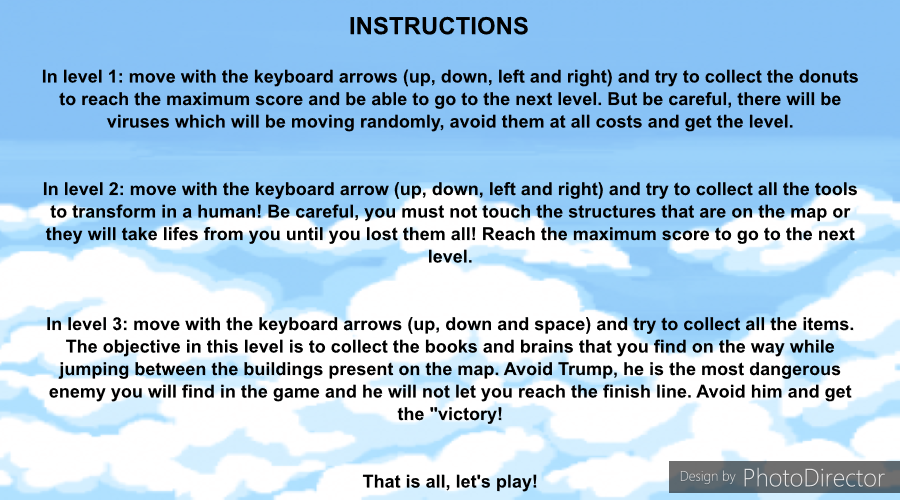 INSTRUCTIONS
In level 1: move with the keyboard arrows (up, down, left and right) and try to collect the donuts
to reach the maximum score and be able to go to the next level. But be careful, there will be
viruses which will be moving randomly, avoid them at all costs and get the level.
In level 2: move with the keyboard arrow (up, down, left and right) and try to collect all the tools
to transform in a human! Be careful, you must not touch the structures that are on the map or
they will take lifes from you until you lost them all! Reach the maximum score to go to the next
level.
In level 3: move with the keyboard arrows (up, down and space) and try to collect all the items.
The objective in this level is to collect the books and brains that you find on the way while
jumping between the buildings present on the map. Avoid Trump, he is the most dangerous
enemy you will find in the game and he will not let you reach the finish line. Avoid him and get
the "victory!
That is all, let's play!
Design by PhotoDirector